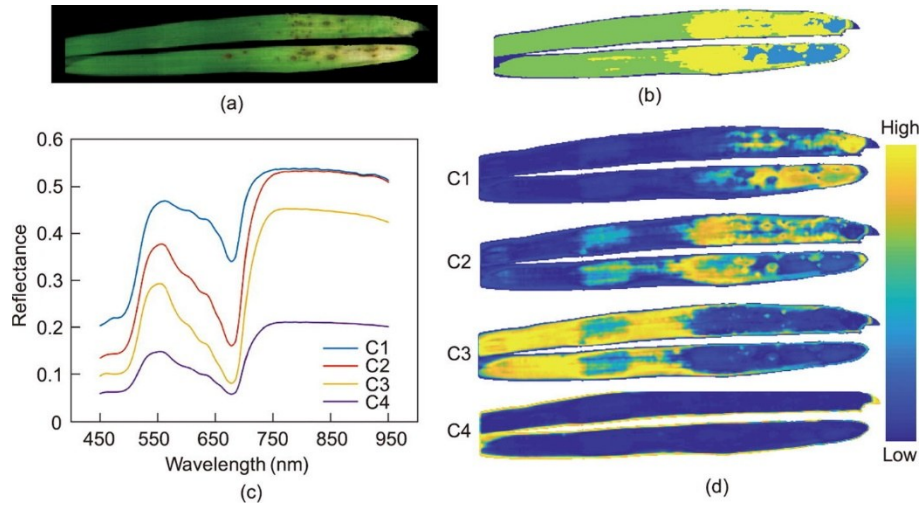 (a)
(b)
0.6
0.5
0.4
0.3
0.2
0.1
0
Reflectance
450 550 650 750 850 950
Wavelength (nm)
C1
C2
C3
C4
(c)
C1
C2
C3
C4
High
Low
(d)